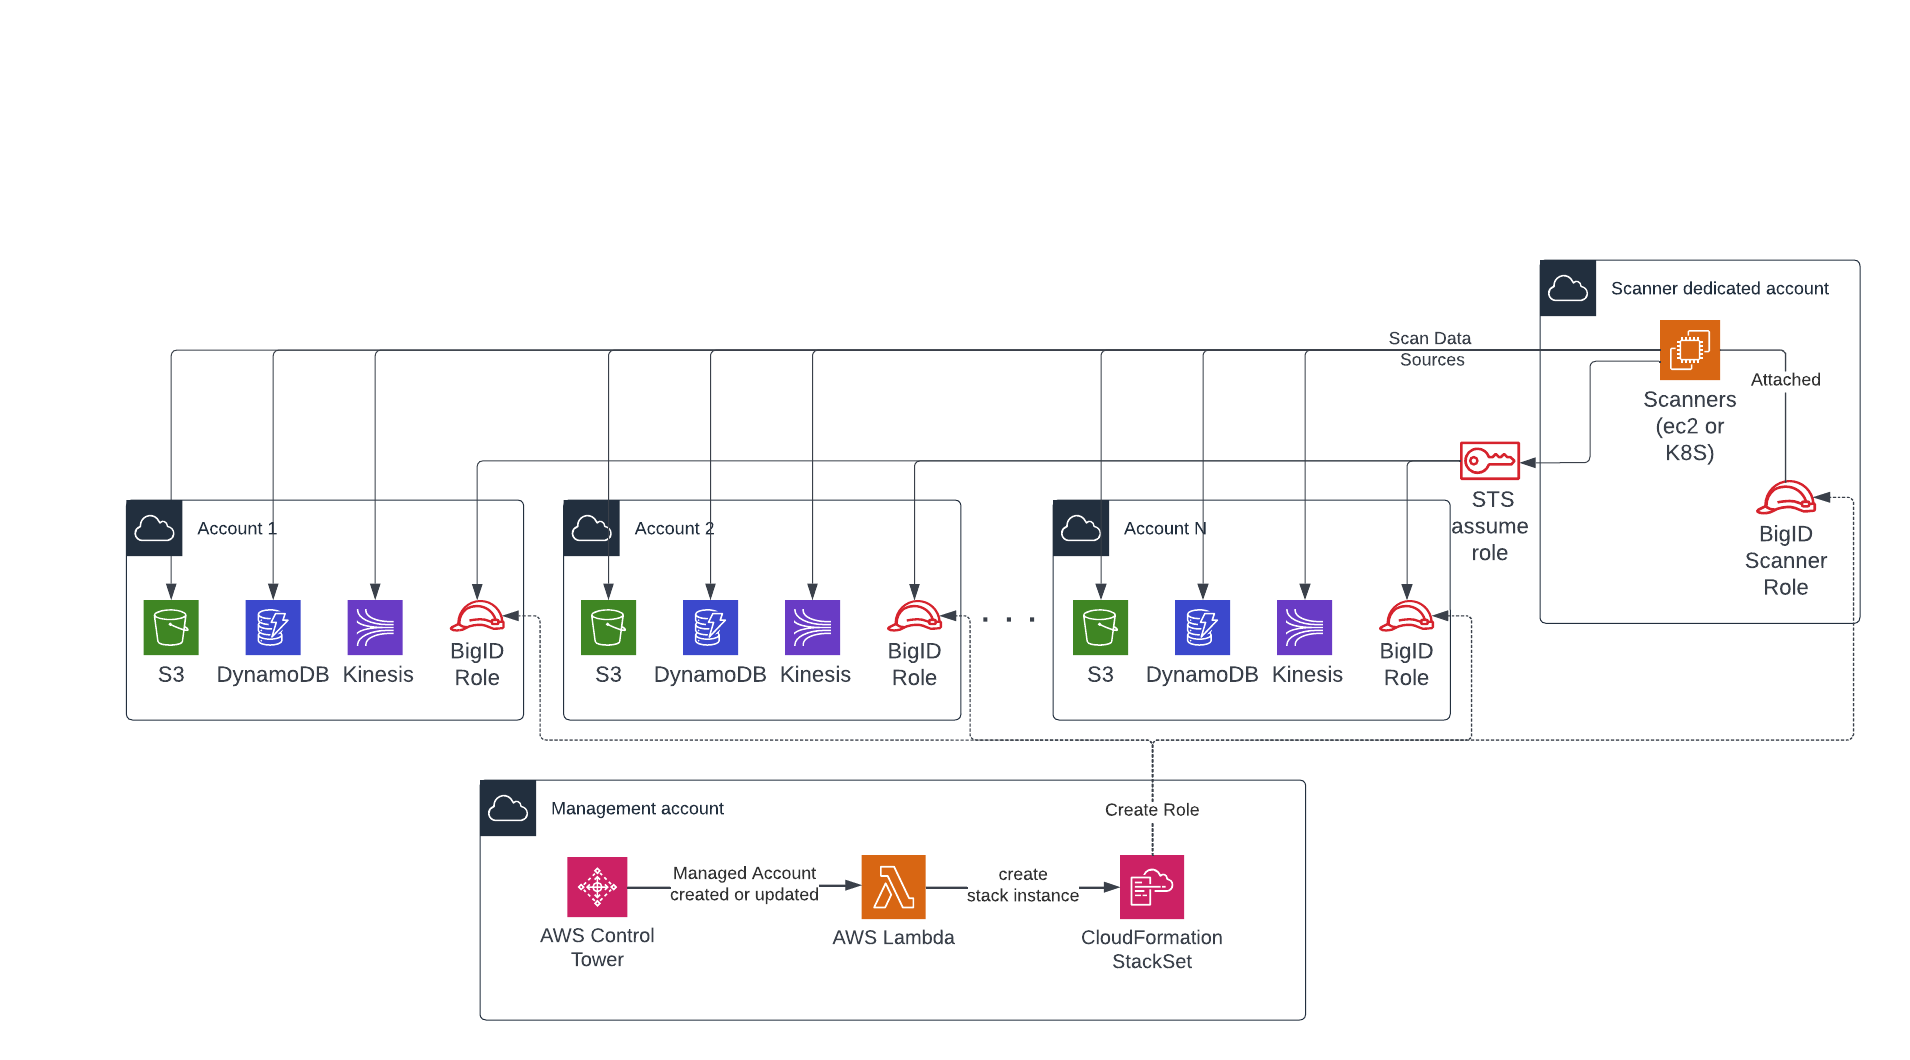 Scanner dedicated account
Scan Data
Sources
Attached
Scanners
(ec2 or
K8S)
STS
assume
role
BigID
Scanner
Role
Account 1
S3
DynamoDB
Kinesis
BigID
Role
Account 2
S3
DynamoDB
Kinesis
BigID
Role
. . .
Account N
S3
DynamoDB
Kinesis
BigID
Role
Management account
Create Role
Managed Account
created or updated
create
stack instance
AWS Control
Tower
AWS Lambda
CloudFormation
StackSet